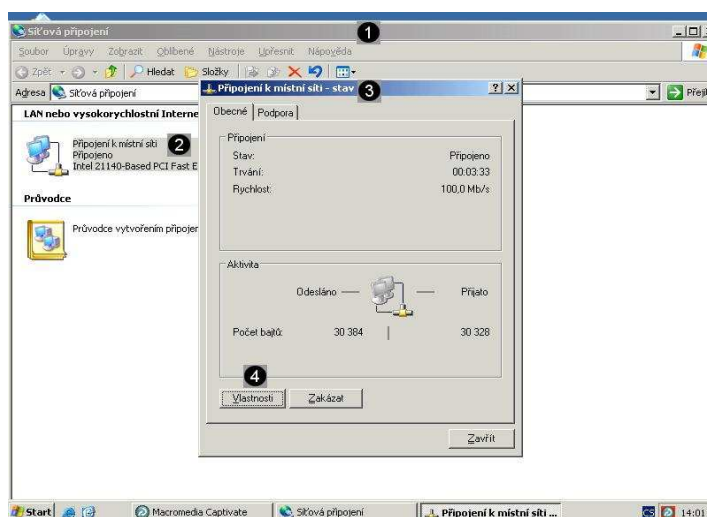 Síťová připojení
1
Soubor Úpravy Zobrazit Oblíbené Nástroje Upřesnit Nápověda
Zpět Hledat Složky
Adresa Síťová připojení
LAN nebo vysokorychlostní Interne
Připojení k místní síti
2
Připojeno
Intel 21140-Based PCI Fast E
Průvodce
Průvodce vytvořením připojer
Připojení k místní síti - stav
3
Obecné Podpora
Připojení
Stav: Připojeno
Trvání: 00:03:33
Rychlost: 100,0 Mb/s
Aktivita
Odesláno Přijato
Počet bajtů: 30 384 30 328
4
Vlastnosti Zakázat
Zavřít
Start Macromedia Captivate Síťová připojení Připojení k místní síti ... CS 14:01